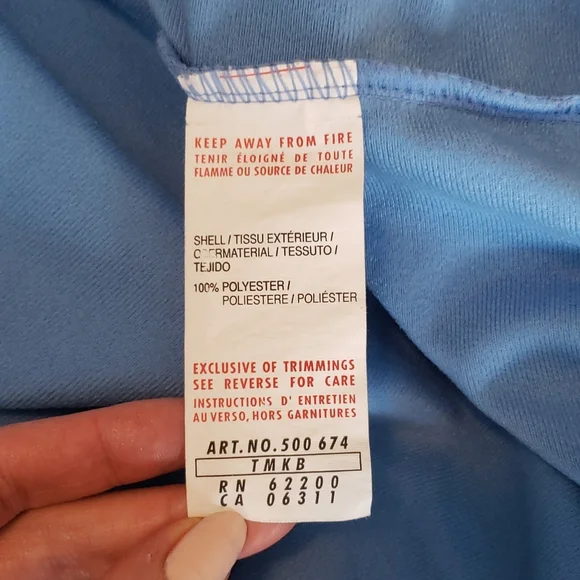 KEEP AWAY FROM FIRE
TENIR ÉLOIGNÉ DE TOUTE
FLAMME OU SOURCE DE CHALEUR
SHELL / TISSU EXTÉRIEUR /
/ TESSUTO /
TEJIDO
100% POLYESTER /
POLIESTERE / POLIÉSTER
EXCLUSIVE OF TRIMMINGS
SEE REVERSE FOR CARE
INSTRUCTIONS D' ENTRETIEN
AU VERSO, HORS GARNITURES
ART. NO. 500 674
TMKB
RN 62200
CA 06311